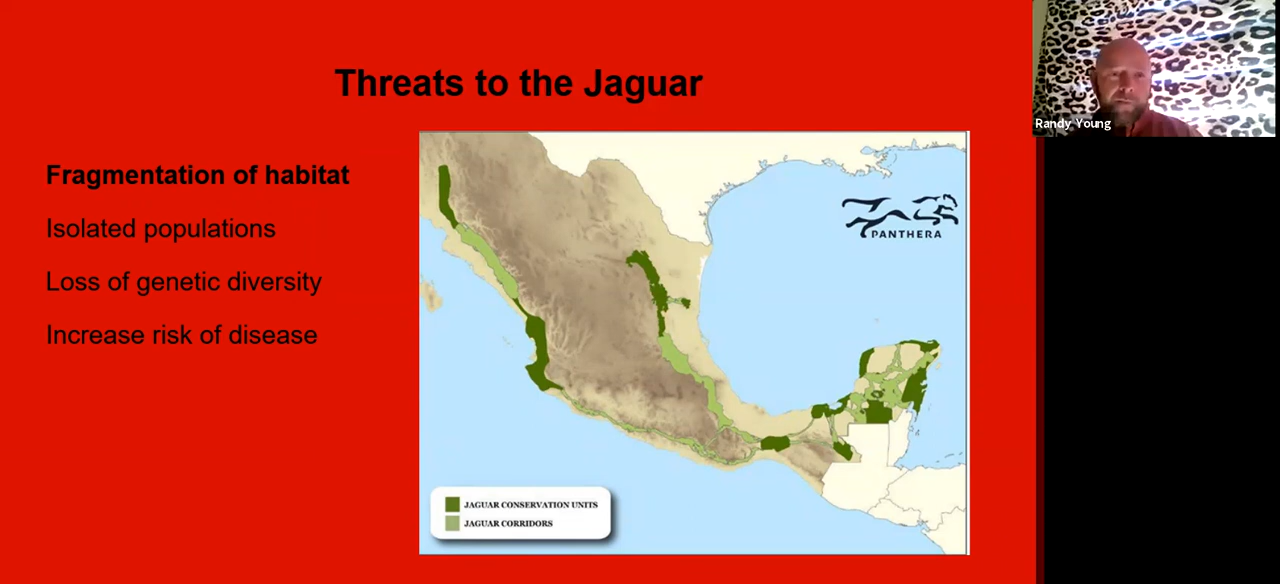 Threats to the Jaguar
Randy Young
Fragmentation of habitat
Isolated populations
Loss of genetic diversity
Increase risk of disease
PANTHERA
JAGUAR CONSERVATION UNITS
JAGUAR CORRIDORS